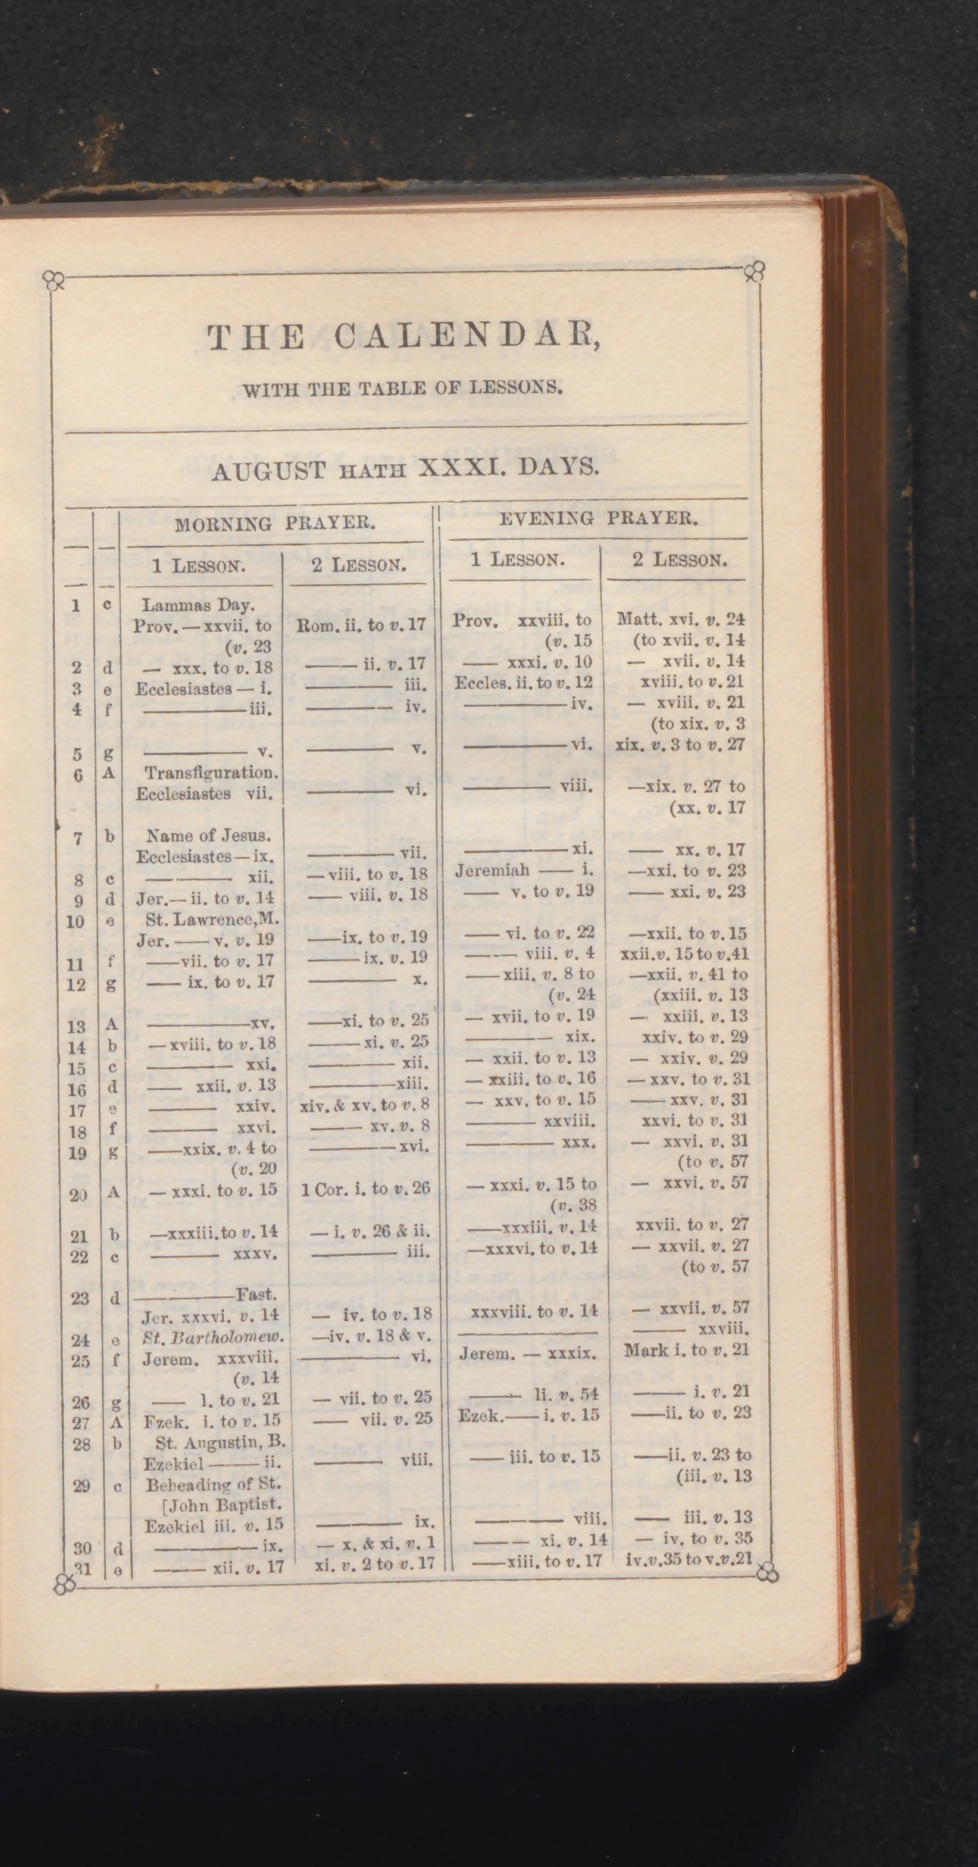 THE CALENDAR,
WITH THE TABLE OF LESSONS.
AUGUST HATH XXXI. DAYS.
MORNING PRAYER. EVENING PRAYER.
1 LESSON. 2 LESSON. 1 LESSON. 2 LESSON.
1 c Lammas Day.
Prov.—xxvii. to Rom. ii. to v. 17 Prov. xxviii. to Matt. xvi. v. 24
(v. 23 (v. 15 (to xvii. v. 14
2 d — xxx. to v. 18 —— ii. v. 17 —— xxxi. v. 10 — xvii. v. 14
3 e Ecclesiastes — i. ——— iii. Eccles. ii. to v. 12 xviii. to v. 21
4 f ———iii. ——— iv. ———iv. — xviii. v. 21
(to xix. v. 3
5 g ——— v. ——— v. ———vi. xix. v. 3 to v. 27
6 A Transfiguration.
Ecclesiastes vii. ——— vi. ——— viii. —xix. v. 27 to
(xx. v. 17
7 b Name of Jesus.
Ecclesiastes—ix. ———vii. ———xi. —— xx. v. 17
8 c ——— xii. —viii. to v. 18 Jeremiah —— i. —xxi. to v. 23
9 d Jer.— ii. to v. 14 —— viii. v. 18 —— v. to v. 19 —— xxi. v. 23
10 e St. Lawrence, M.
Jer. —— v. v. 19 ——ix. to v. 19 —— vi. to v. 22 —xxii. to v. 15
11 f ——vii. to v. 17 ——ix. v. 19 —— viii. v. 4 xxii. v. 15 to v. 41
12 g —— ix. to v. 17 ——— x. ——xiii. v. 8 to —xxii. v. 41 to
(v. 24 (xxiii. v. 13
13 A ———xv. ——xi. to v. 25 — xvii. to v. 19 — xxiii. v. 13
14 b —xviii. to v. 18 ——xi. v. 25 ——— xix. xxiv. to v. 29
15 c ——— xxi. ——— xii. — xxii. to v. 13 — xxiv. v. 29
16 d —— xxii. v. 13 ———xiii. — xxiii. to v. 16 —xxv. to v. 31
17 e ——— xxiv. xiv. & xv. to v. 8 — xxv. to v. 15 ——xxv. v. 31
18 f ——— xxvi. —— xv. v. 8 ——— xxviii. xxvi. to v. 31
19 g ——xxix. v. 4 to ———xvi. ——— xxx. — xxvi. v. 31
(v. 20 (to v. 57
20 A — xxxi. to v. 15 1 Cor. i. to v. 26 — xxxi. v. 15 to — xxvi. v. 57
(v. 38
21 b —xxxiii. to v. 14 — i. v. 26 & ii. ——xxxiii. v. 14 xxvii. to v. 27
22 c ——— xxxv. ——— iii. —xxxvi. to v. 14 — xxvii. v. 27
(to v. 57
23 d ———Fast.
Jer. xxxvi. v. 14 — iv. to v. 18 xxxviii. to v. 14 — xxvii. v. 57
24 e St. Bartholomew. —iv. v. 18 & v. ——— —— xxviii.
25 f Jerem. xxxviii. ——— vi. Jerem. — xxxix. Mark i. to v. 21
(v. 14
26 g —— l. to v. 21 — vii. to v. 25 —— li. v. 54 —— i. v. 21
27 A Ezek. i. to v. 15 —— vii. v. 25 Ezek.—— i. v. 15 ——ii. to v. 23
28 b St. Augustin, B.
Ezekiel —— ii. ——— viii. —— iii. to v. 15 ——ii. v. 23 to
(iii. v. 13
29 c Beheading of St.
[John Baptist.
Ezekiel iii. v. 15 ——— ix. ——— viii. —— iii. v. 13
30 d ———ix. — x. & xi. v. 1 —— xi. v. 14 — iv. to v. 35
31 e —— xii. v. 17 xi. v. 2 to v. 17 ——xiii. to v. 17 iv. v. 35 to v. v. 21